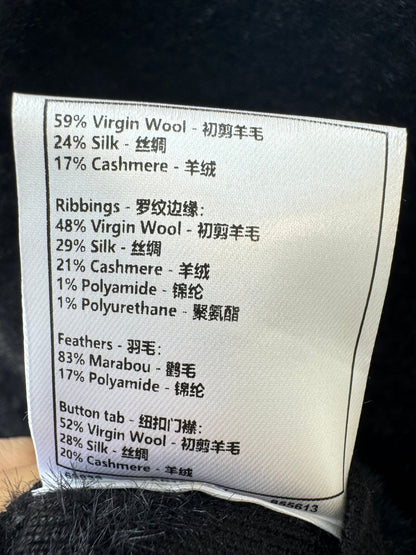 59% Virgin Wool - 初剪羊毛
24% Silk - 丝绸
17% Cashmere - 羊绒
Ribbings - 罗纹边缘:
48% Virgin Wool - 初剪羊毛
29% Silk - 丝绸
21% Cashmere - 羊绒
1% Polyamide - 锦纶
1% Polyurethane - 聚氨酯
Feathers - 羽毛:
83% Marabou - 鹳毛
17% Polyamide - 锦纶
Button tab - 纽扣门襟:
52% Virgin Wool - 初剪羊毛
28% Silk - 丝绸
20% Cashmere - 羊绒